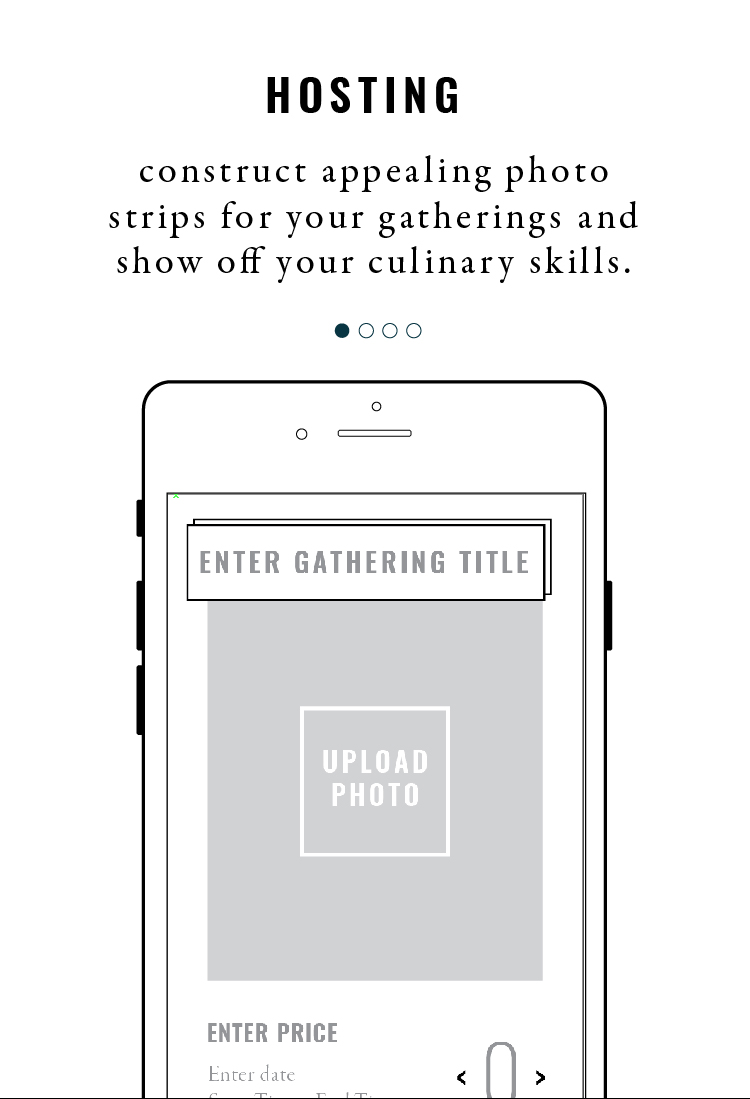 HOSTING
construct appealing photo
strips for your gatherings and
show off your culinary skills.
ENTER GATHERING TITLE
UPLOAD
PHOTO
ENTER PRICE
Enter date
< >